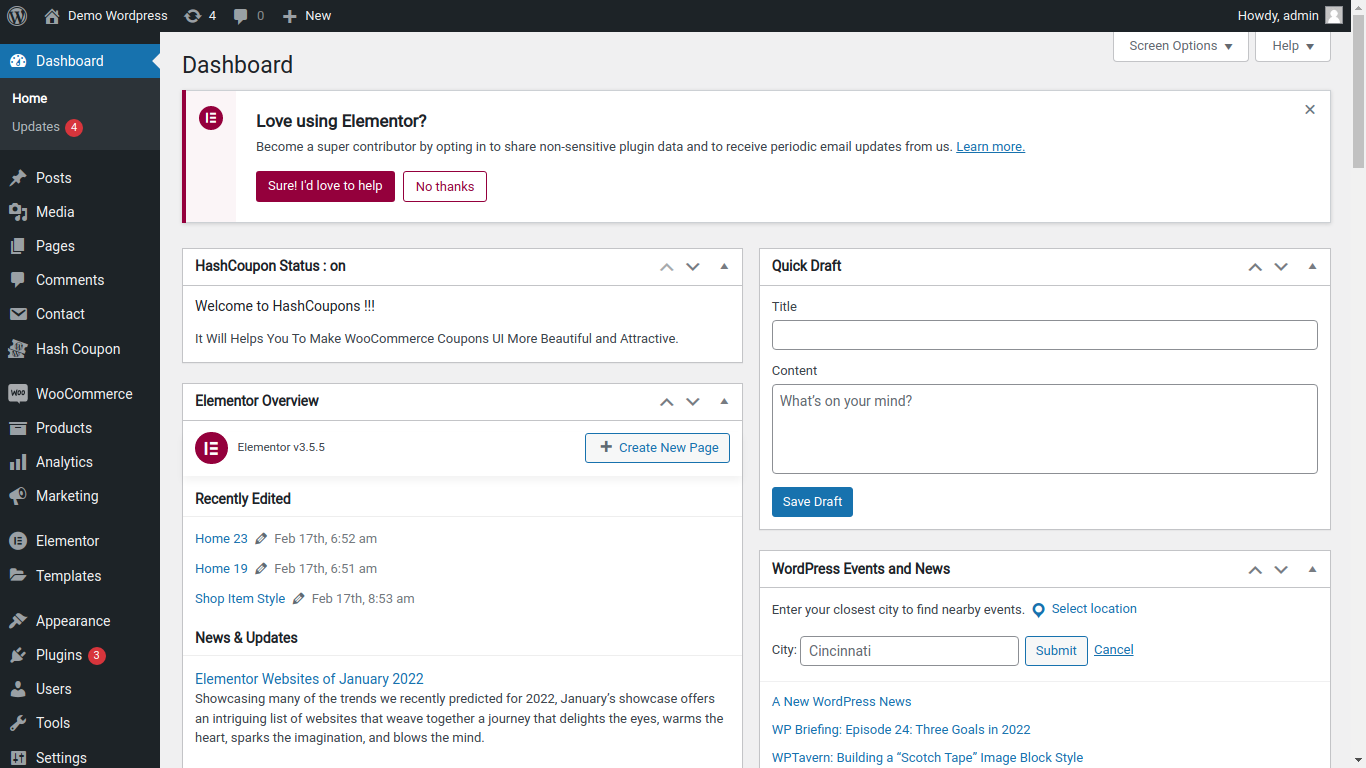 Demo Wordpress 4 0 New Howdy, admin
Dashboard
Home
Updates 4
Posts
Media
Pages
Comments
Contact
Hash Coupon
WOO WooCommerce
Products
Analytics
Marketing
Elementor
Templates
Appearance
Plugins 3
Users
Tools
Settings
Screen Options Help
Dashboard
Love using Elementor?
Become a super contributor by opting in to share non-sensitive plugin data and to receive periodic email updates from us. Learn more.
Sure! I'd love to help No thanks
HashCoupon Status : on
Welcome to HashCoupons !!!
It Will Helps You To Make WooCommerce Coupons UI More Beautiful and Attractive.
Elementor Overview
Elementor v3.5.5
Create New Page
Recently Edited
Home 23 Feb 17th, 6:52 am
Home 19 Feb 17th, 6:51 am
Shop Item Style Feb 17th, 8:53 am
News & Updates
Elementor Websites of January 2022
Showcasing many of the trends we recently predicted for 2022, January's showcase offers
an intriguing list of websites that weave together a journey that delights the eyes, warms the
heart, sparks the imagination, and blows the mind.
Quick Draft
Title
Content
What's on your mind?
Save Draft
WordPress Events and News
Enter your closest city to find nearby events. Select location
City: Cincinnati Submit Cancel
A New WordPress News
WP Briefing: Episode 24: Three Goals in 2022
WPTavern: Building a “Scotch Tape” Image Block Style